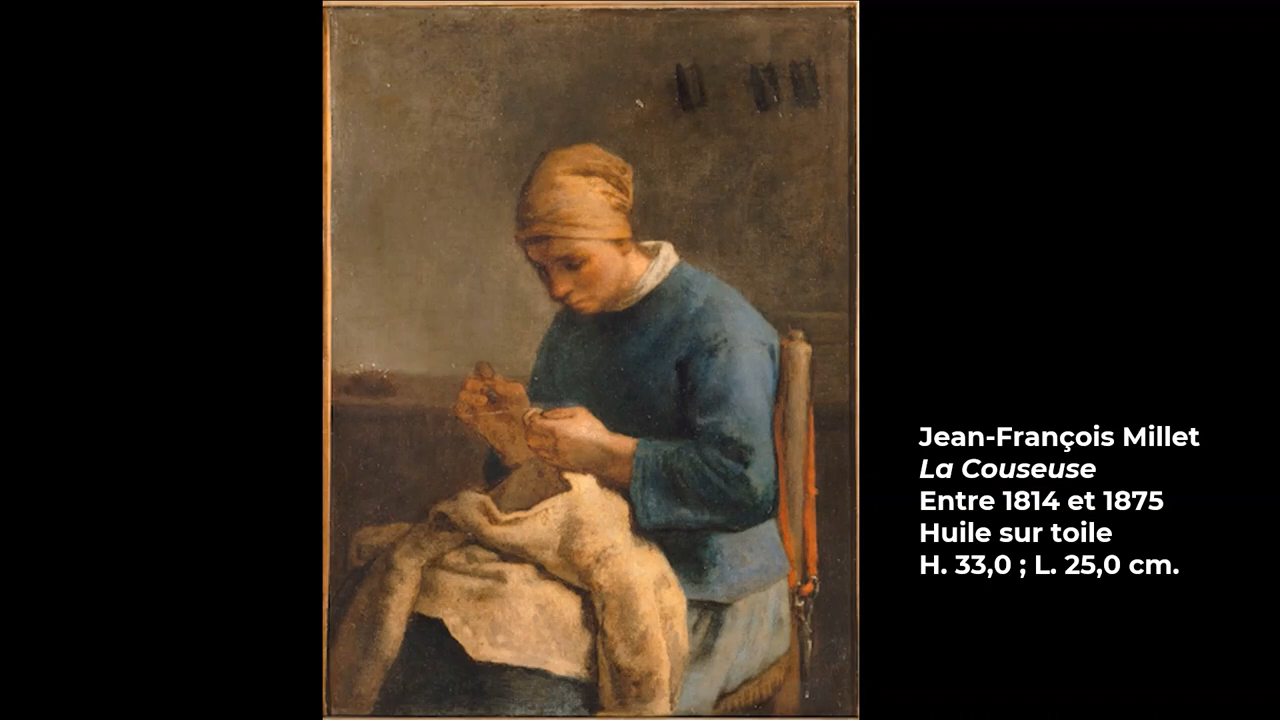 Jean-François Millet
La Couseuse
Entre 1814 et 1875
Huile sur toile
H. 33,0 ; L. 25,0 cm.